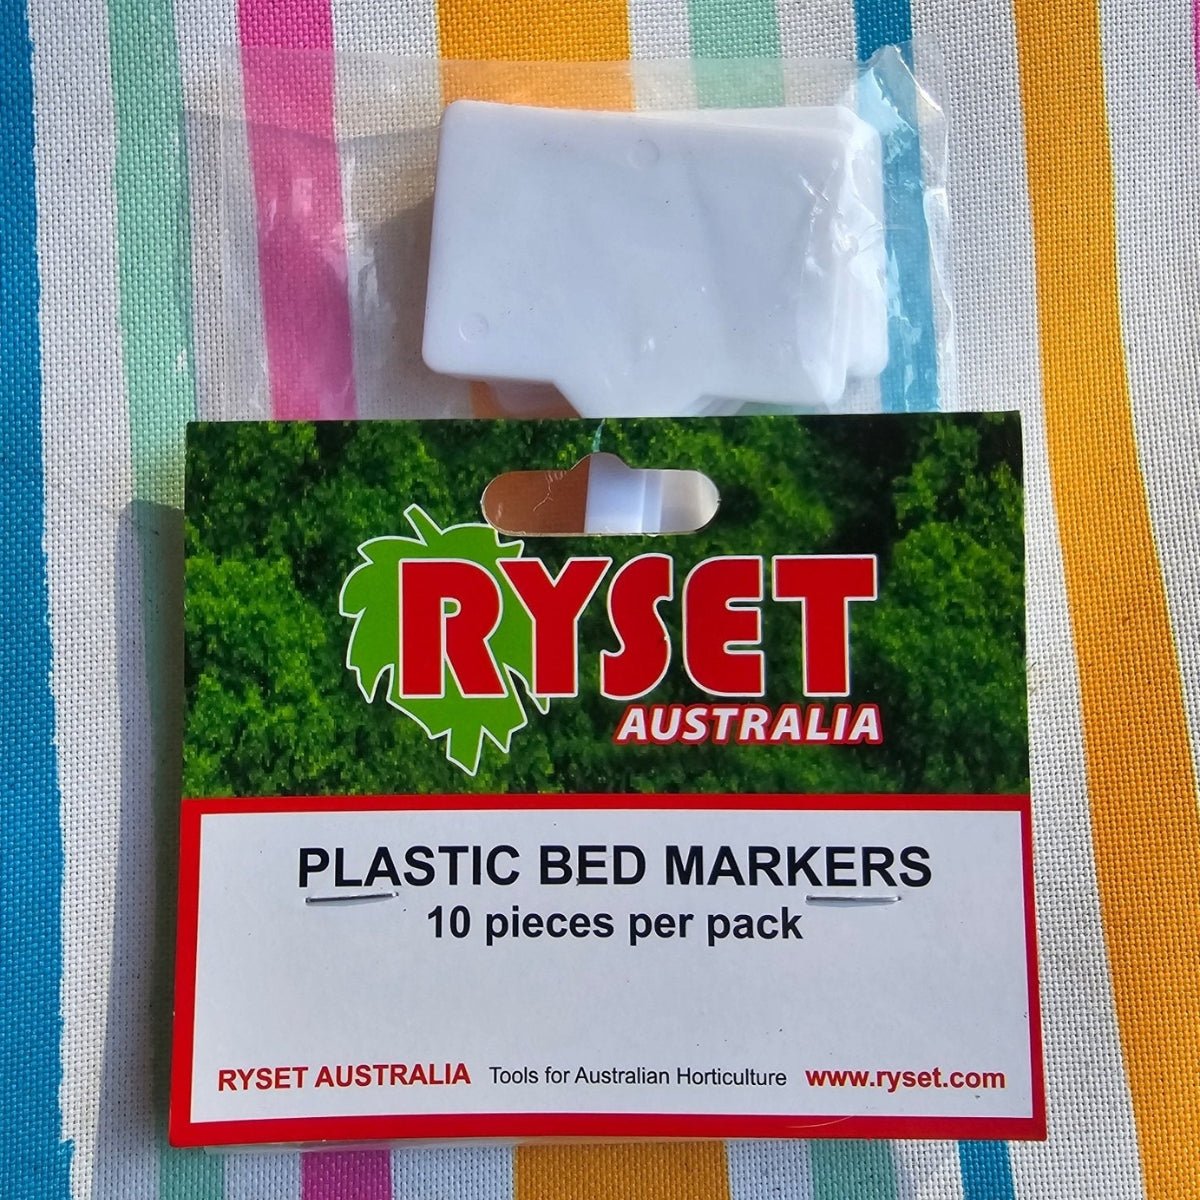 RYSET
AUSTRALIA
PLASTIC BED MARKERS
10 pieces per pack
RYSET AUSTRALIA Tools for Australian Horticulture www.ryset.com